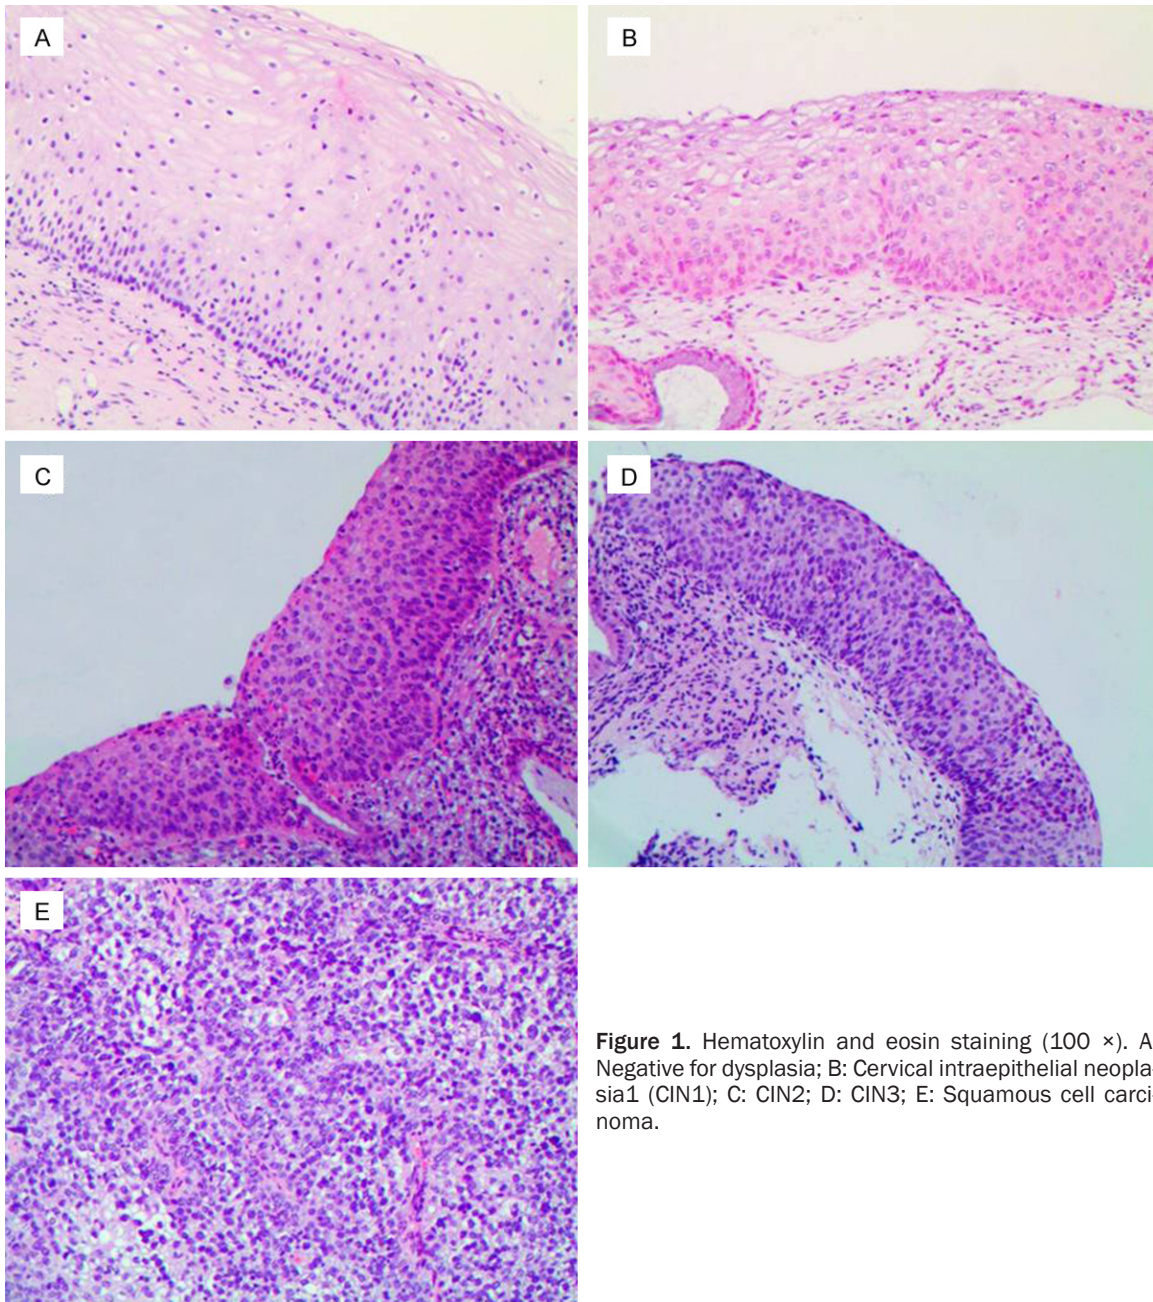 A
B
C
D
E
Figure 1. Hematoxylin and eosin staining (100 ×). A:
Negative for dysplasia; B: Cervical intraepithelial neopla-
sia1 (CIN1); C: CIN2; D: CIN3; E: Squamous cell carci-
noma.